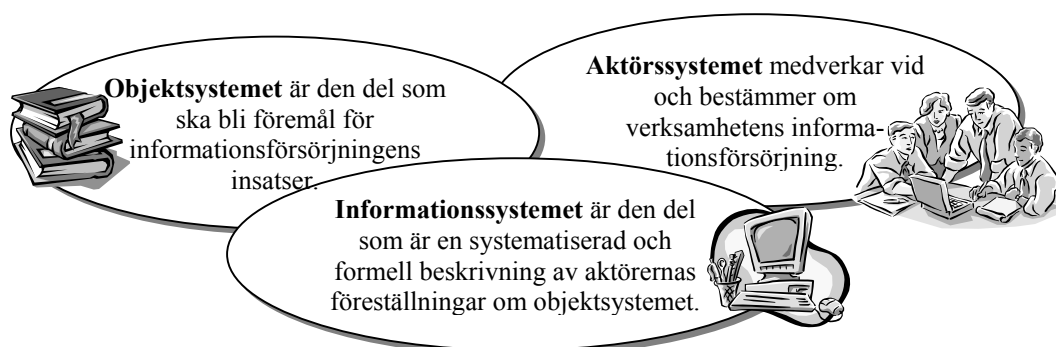 Objektsystemet är den del som
ska bli föremål för
informationsförsörjningens
insatser.
Aktörssystemet medverkar vid
och bestämmer om
verksamhetens informa-
tionsförsörjning.
Informationssystemet är den del
som är en systematiserad och
formell beskrivning av aktörernas
föreställningar om objektsystemet.